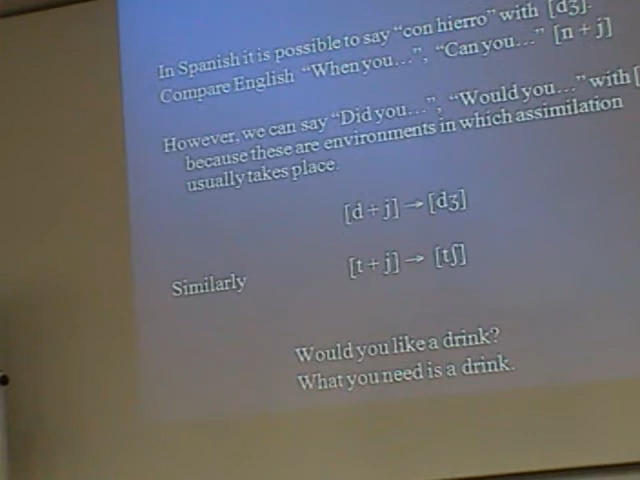 In Spanish it is possible to say “con hierro” with [dʒ].
Compare English “When you…”, “Can you…” [n + j]
However, we can say “Did you…”, “Would you…” with [
because these are environments in which assimilation
usually takes place.
[d + j] → [dʒ]
Similarly [t + j] → [tʃ]
Would you like a drink?
What you need is a drink.